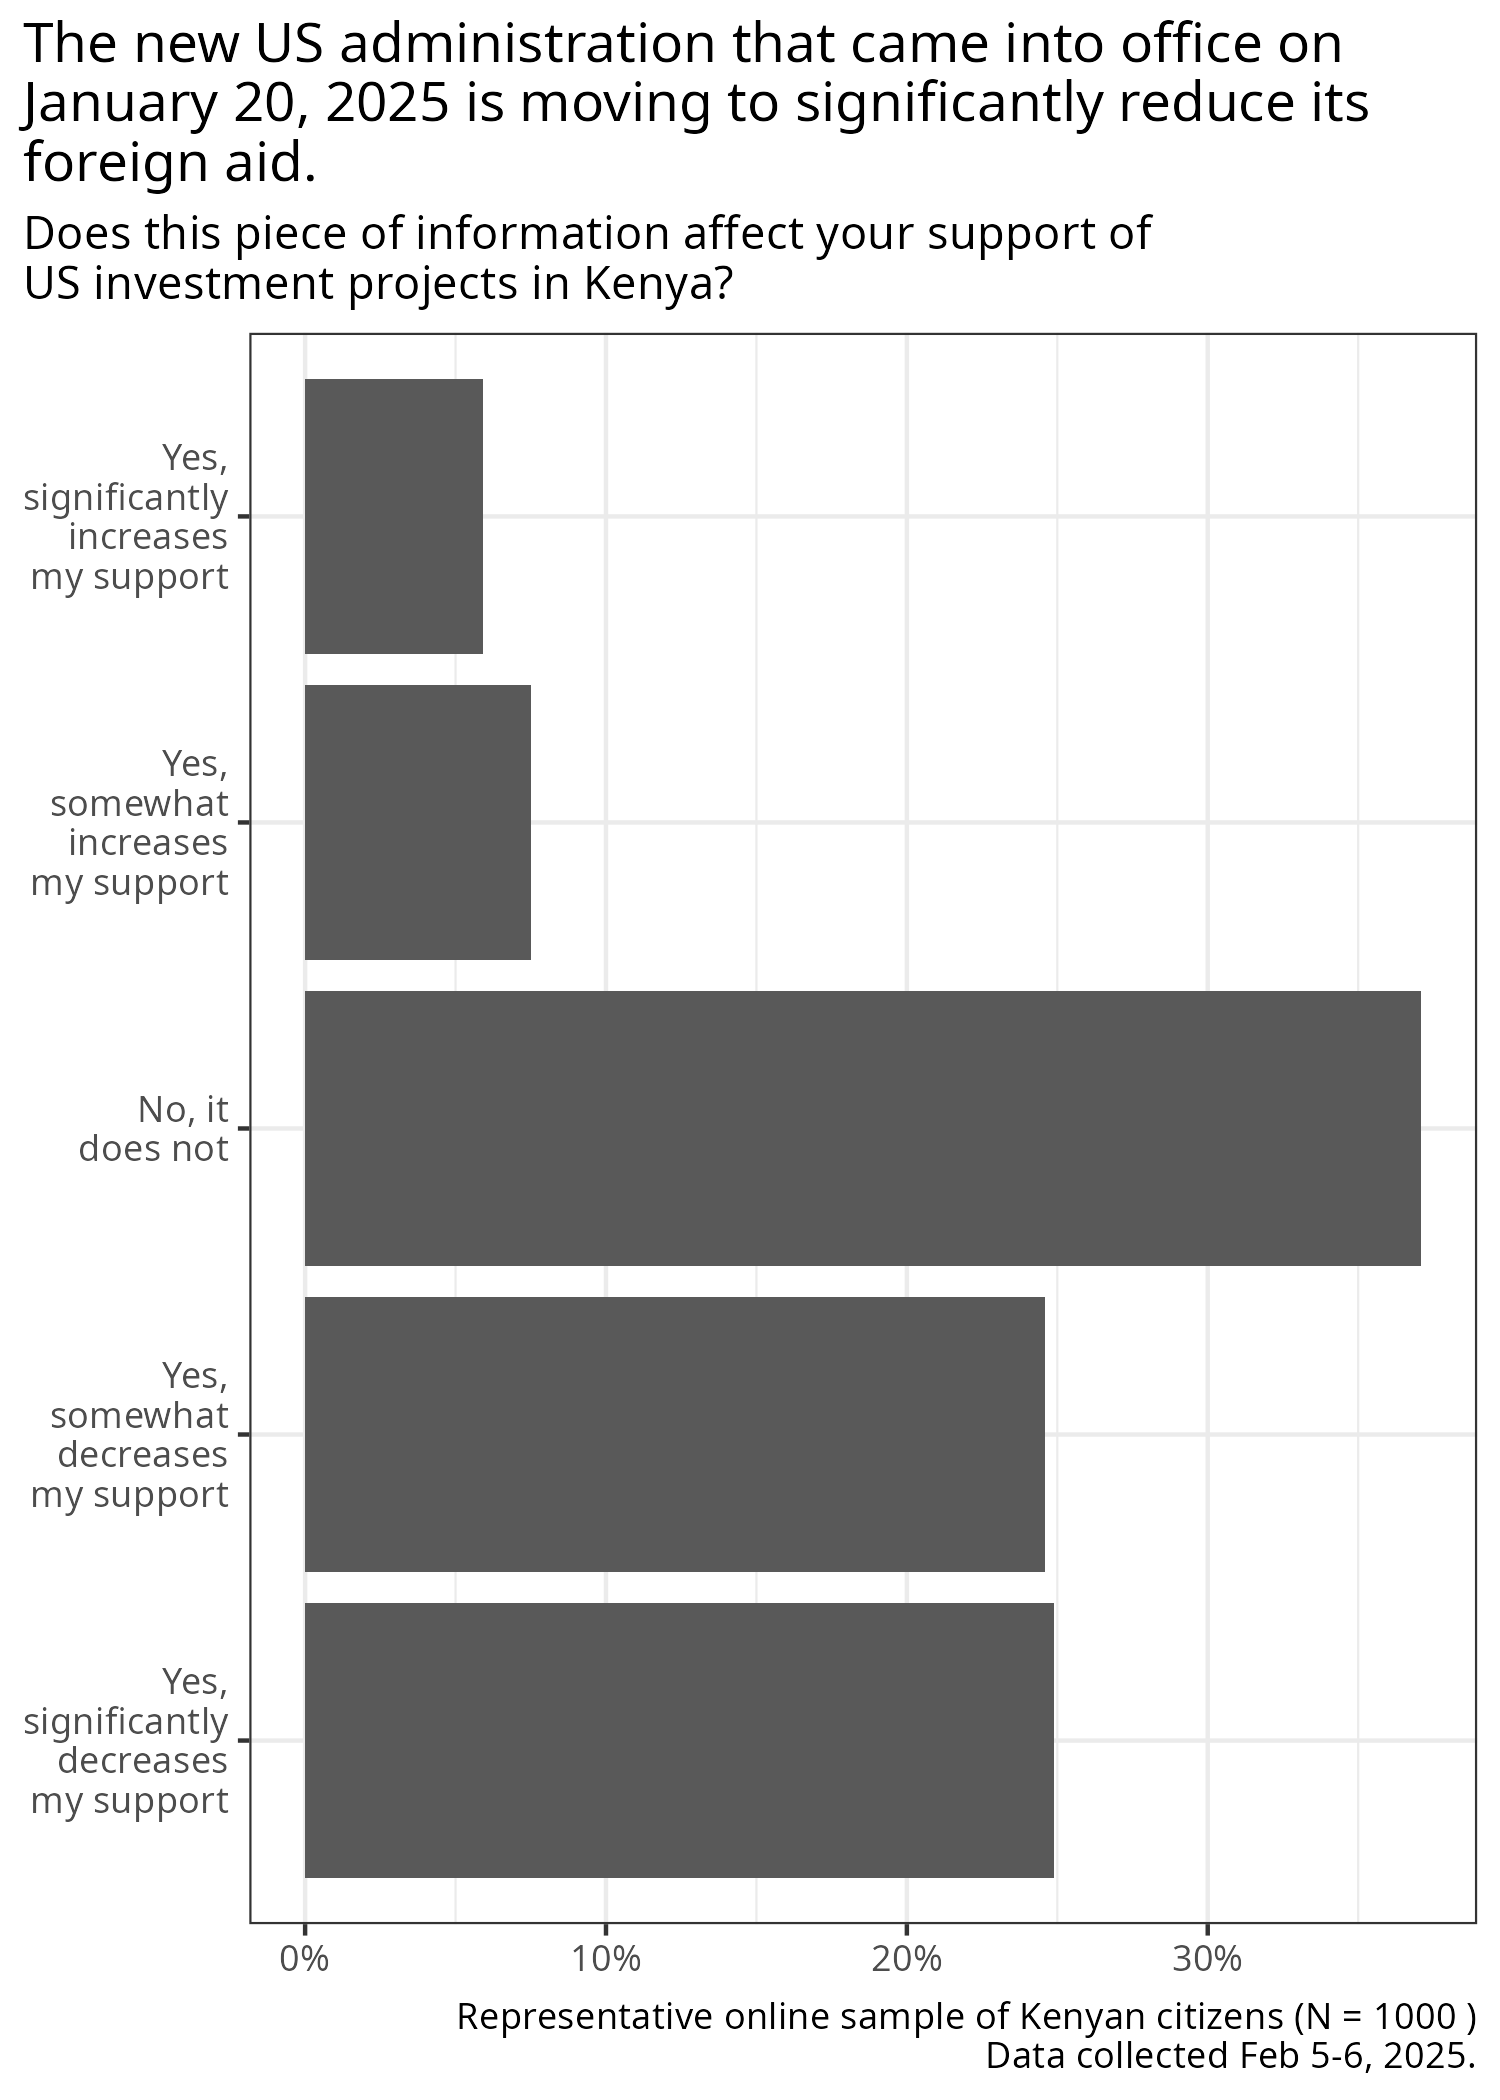 The new US administration that came into office on
January 20, 2025 is moving to significantly reduce its
foreign aid.
Does this piece of information affect your support of
US investment projects in Kenya?
Yes,
significantly
increases
my support
Yes,
somewhat
increases
my support
No, it
does not
Yes,
somewhat
decreases
my support
Yes,
significantly
decreases
my support
0% 10% 20% 30%
Representative online sample of Kenyan citizens (N = 1000 )
Data collected Feb 5-6, 2025.